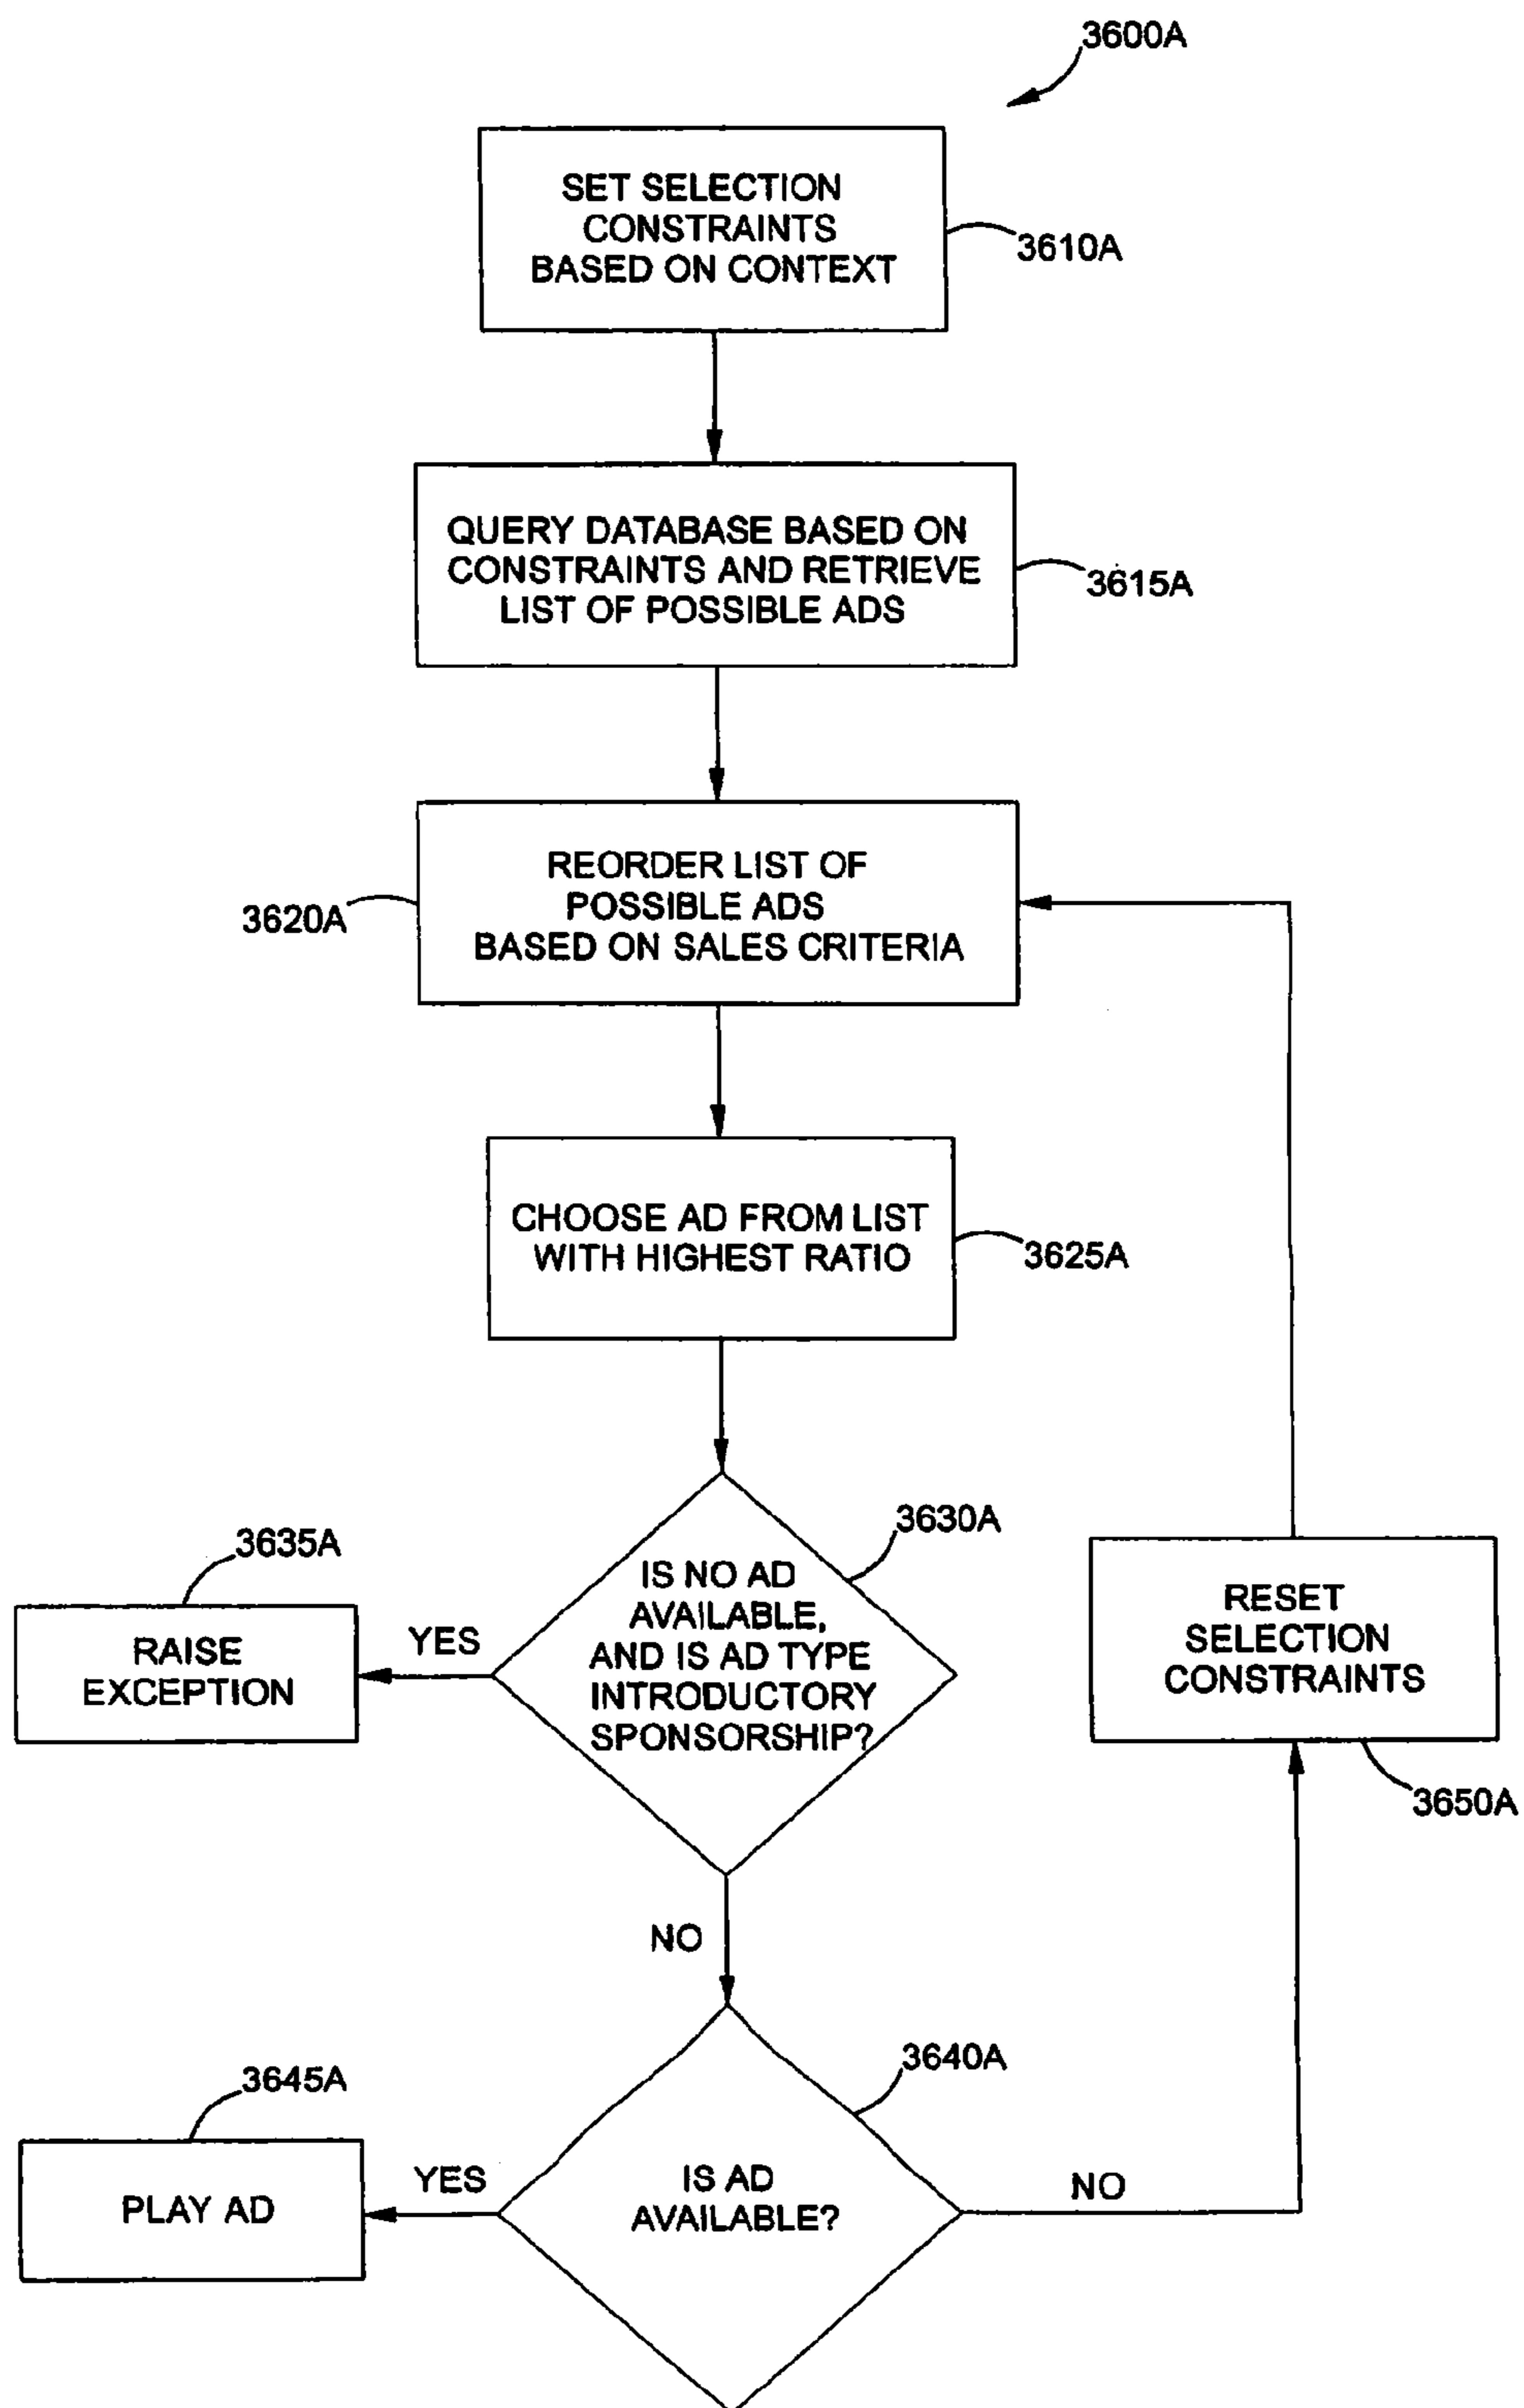 3600A
SET SELECTION
CONSTRAINTS
BASED ON CONTEXT
3610A
QUERY DATABASE BASED ON
CONSTRAINTS AND RETRIEVE
LIST OF POSSIBLE ADS
3615A
REORDER LIST OF
POSSIBLE ADS
BASED ON SALES CRITERIA
3620A
CHOOSE AD FROM LIST
WITH HIGHEST RATIO
3625A
3630A
IS NO AD
AVAILABLE,
AND IS AD TYPE
INTRODUCTORY
SPONSORSHIP?
YES
3635A
RAISE
EXCEPTION
RESET
SELECTION
CONSTRAINTS
3650A
NO
3640A
IS AD
AVAILABLE?
YES
NO
3645A
PLAY AD